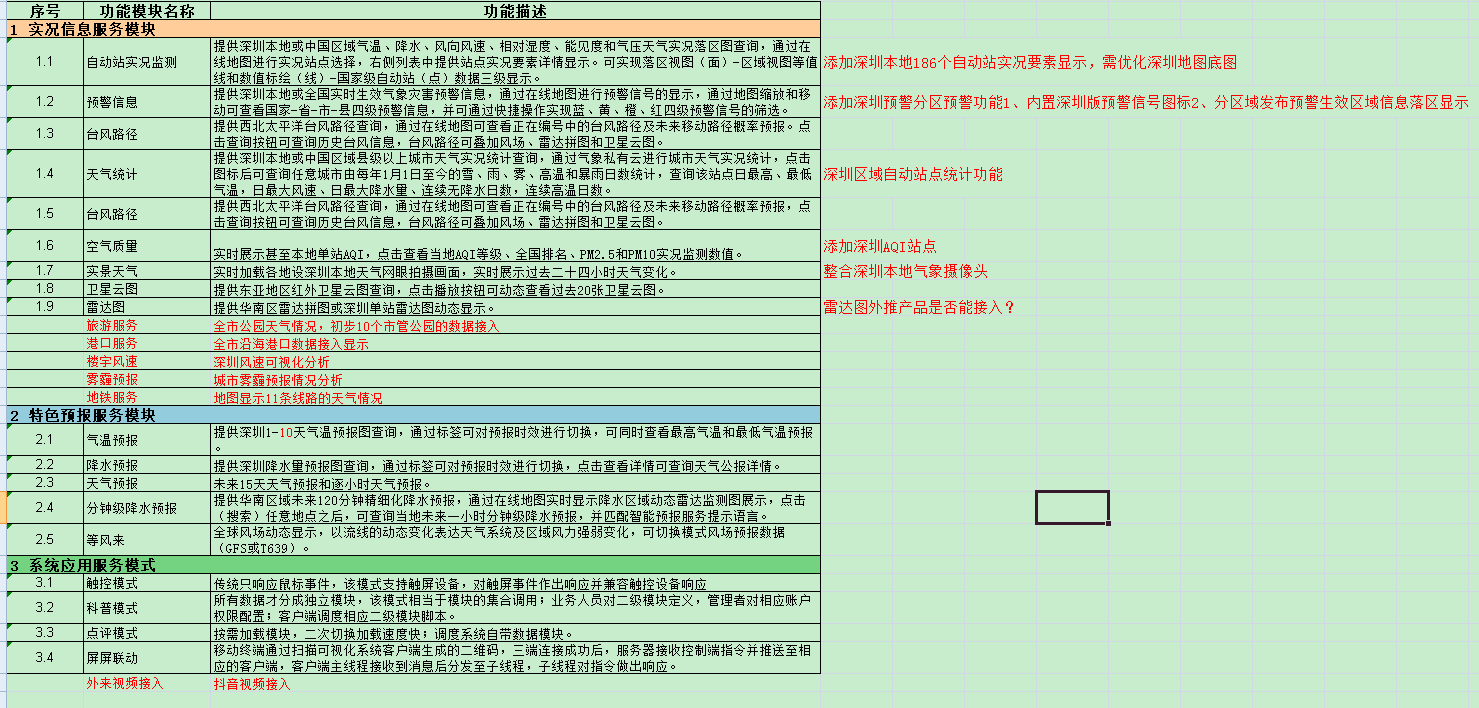 序号 功能模块名称 功能描述
1 实况信息服务模块
1.1 自动站实况监测 提供深圳本地或中国区域气温、降水、风向风速、相对湿度、能见度和气压天气实况落区图查询，通过在
线地图进行实况站点选择，右侧列表中提供站点实况要素详情显示。可实现落区视图（面）-区域视图等值
线和数值标绘（线）-国家级自动站（点）数据三级显示。
添加深圳本地186个自动站实况要素显示，需优化深圳地图底图
1.2 预警信息 提供深圳本地或全国实时生效气象灾害预警信息，通过在线地图进行预警信号的显示，通过地图缩放和移
动可查看国家-省-市-县四级预警信息，并可通过快捷操作实现蓝、黄、橙、红四级预警信号的筛选。
添加深圳预警分区预警功能1、内置深圳版预警信号图标2、分区域发布预警生效区域信息落区显示
1.3 台风路径 提供西北太平洋台风路径查询，通过在线地图可查看正在编号中的台风路径及未来移动路径概率预报。点
击查询按钮可查询历史台风信息，台风路径可叠加风场、雷达拼图和卫星云图。
1.4 天气统计 提供深圳本地或中国区域县级以上城市天气实况统计查询，通过气象私有云进行城市天气实况统计，点击
图标后可查询任意城市由每年1月1日至今的雪、雨、雾、高温和暴雨日数统计，查询该站点日最高、最低
气温，日最大风速、日最大降水量、连续无降水日数，连续高温日数。
深圳区域自动站点统计功能
1.5 台风路径 提供西北太平洋台风路径查询，通过在线地图可查看正在编号中的台风路径及未来移动路径概率预报，点
击查询按钮可查询历史台风信息，台风路径可叠加风场、雷达拼图和卫星云图。
1.6 空气质量 实时展示甚至本地单站AQI，点击查看当地AQI等级、全国排名、PM2.5和PM10实况监测数值。
添加深圳AQI站点
1.7 实景天气 实时加载各地设深圳本地天气网眼拍摄画面，实时展示过去二十四小时天气变化。
整合深圳本地气象摄像头
1.8 卫星云图 提供东亚地区红外卫星云图查询，点击播放按钮可动态查看过去20张卫星云图。
1.9 雷达图 提供华南区雷达拼图或深圳单站雷达图动态显示。
雷达图外推产品是否能接入？
旅游服务 全市公园天气情况，初步10个市管公园的数据接入
港口服务 全市沿海港口数据接入显示
楼宇风速 深圳风速可视化分析
雾霾预报 城市雾霾预报情况分析
地铁服务 地图显示11条线路的天气情况
2 特色预报服务模块
2.1 气温预报 提供深圳1-10天气温预报图查询，通过标签可对预报时效进行切换，可同时查看最高气温和最低气温预报
。
2.2 降水预报 提供深圳降水量预报图查询，通过标签可对预报时效进行切换，点击查看详情可查询天气公报详情。
2.3 天气预报 未来15天天气预报和逐小时天气预报。
2.4 分钟级降水预报 提供华南区域未来120分钟精细化降水预报，通过在线地图实时显示降水区域动态雷达监测图展示，点击
（搜索）任意地点之后，可查询当地未来一小时分钟级降水预报，并匹配智能预报服务提示语言。
2.5 等风来 全球风场动态显示，以流线的动态变化表达天气系统及区域风力强弱变化，可切换模式风场预报数据
（GFS或T639）。
3 系统应用服务模式
3.1 触控模式 传统只响应鼠标事件，该模式支持触屏设备，对触屏事件作出响应并兼容触控设备响应
3.2 科普模式 所有数据才分成独立模块，该模式相当于模块的集合调用；业务人员对二级模块定义，管理者对相应账户
权限配置；客户端调度相应二级模块脚本。
3.3 点评模式 按需加载模块，二次切换加载速度快；调度系统自带数据模块。
3.4 屏屏联动 移动终端通过扫描可视化系统客户端生成的二维码，三端连接成功后，服务器接收控制端指令并推送至相
应的客户端，客户端主线程接收到消息后分发至子线程，子线程对指令做出响应。
外来视频接入 抖音视频接入